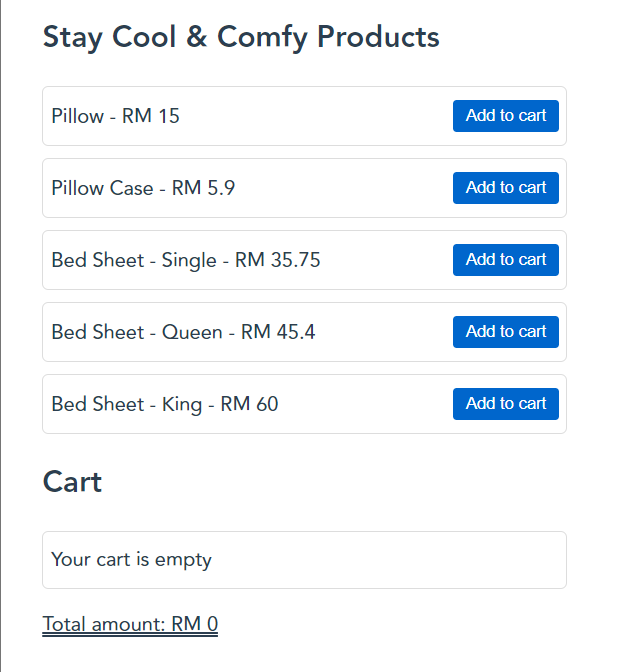 Stay Cool & Comfy Products
Pillow - RM 15 Add to cart
Pillow Case - RM 5.9 Add to cart
Bed Sheet - Single - RM 35.75 Add to cart
Bed Sheet - Queen - RM 45.4 Add to cart
Bed Sheet - King - RM 60 Add to cart
Cart
Your cart is empty
Total amount: RM 0